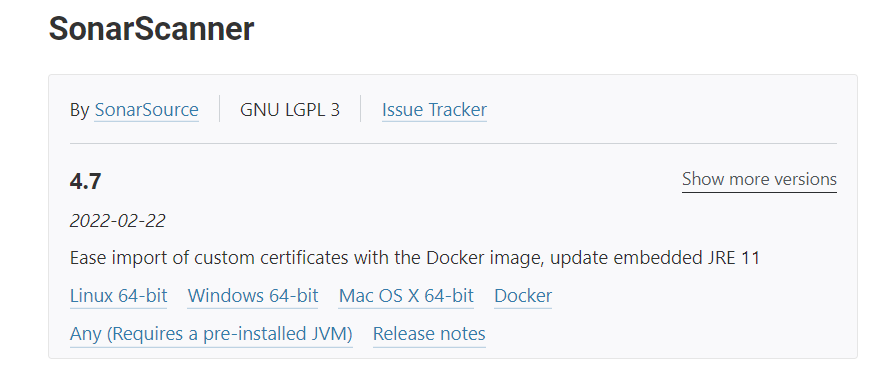 SonarScanner
By SonarSource GNU LGPL 3 Issue Tracker
4.7 Show more versions
2022-02-22
Ease import of custom certificates with the Docker image, update embedded JRE 11
Linux 64-bit Windows 64-bit Mac OS X 64-bit Docker
Any (Requires a pre-installed JVM) Release notes